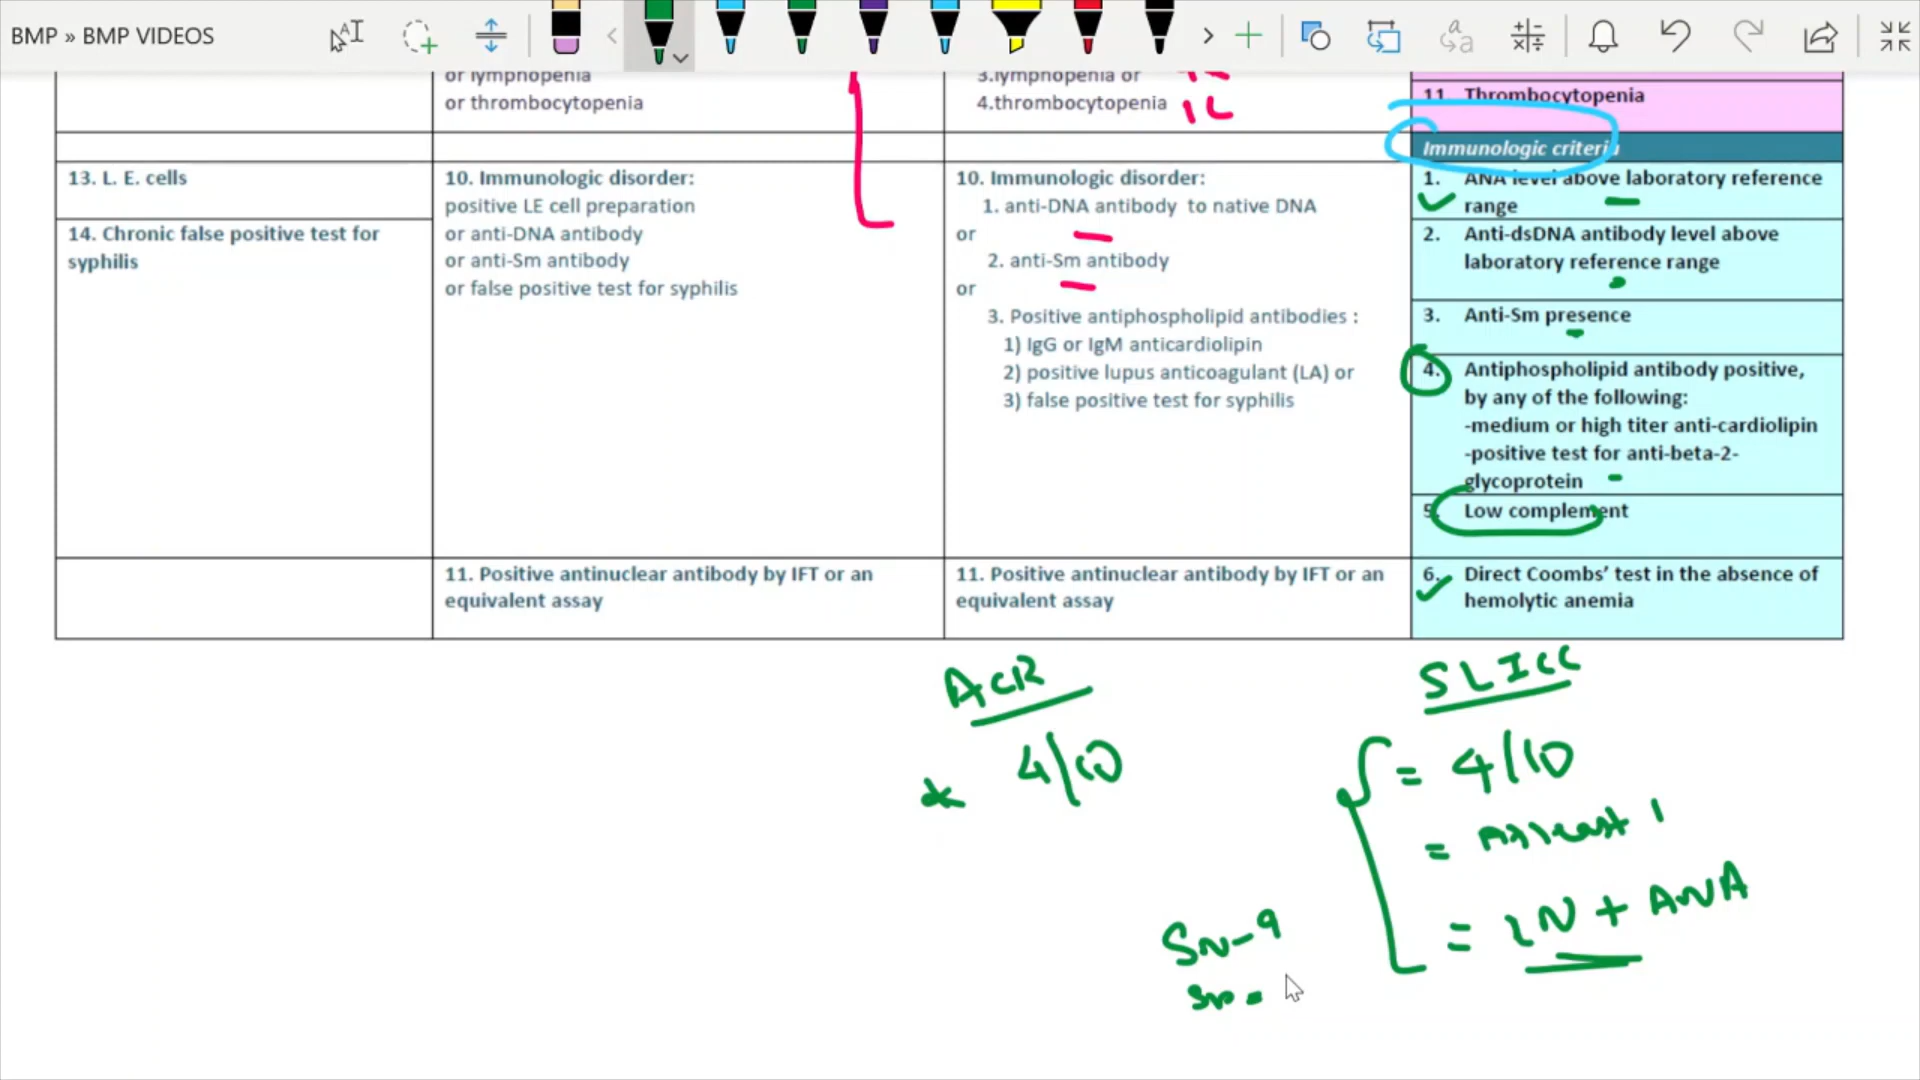 BMP » BMP VIDEOS
or lymphopenia
or thrombocytopenia
3.lymphopenia or
4.thrombocytopenia
1L
11. Thrombocytopenia
Immunologic criteria
13. L. E. cells
14. Chronic false positive test for
syphilis
10. Immunologic disorder:
positive LE cell preparation
or anti-DNA antibody
or anti-Sm antibody
or false positive test for syphilis
10. Immunologic disorder:
1. anti-DNA antibody to native DNA
or
2. anti-Sm antibody
or
3. Positive antiphospholipid antibodies :
1) IgG or IgM anticardiolipin
2) positive lupus anticoagulant (LA) or
3) false positive test for syphilis
1. ANA level above laboratory reference
range
2. Anti-dsDNA antibody level above
laboratory reference range
3. Anti-Sm presence
4. Antiphospholipid antibody positive,
by any of the following:
-medium or high titer anti-cardiolipin
-positive test for anti-beta-2-
glycoprotein
5. Low complement
11. Positive antinuclear antibody by IFT or an
equivalent assay
11. Positive antinuclear antibody by IFT or an
equivalent assay
6. Direct Coombs' test in the absence of
hemolytic anemia
ACR
4/10
SLICC
= 4/10
= Atleast 1
= LN + ANA
SN-9
SP-